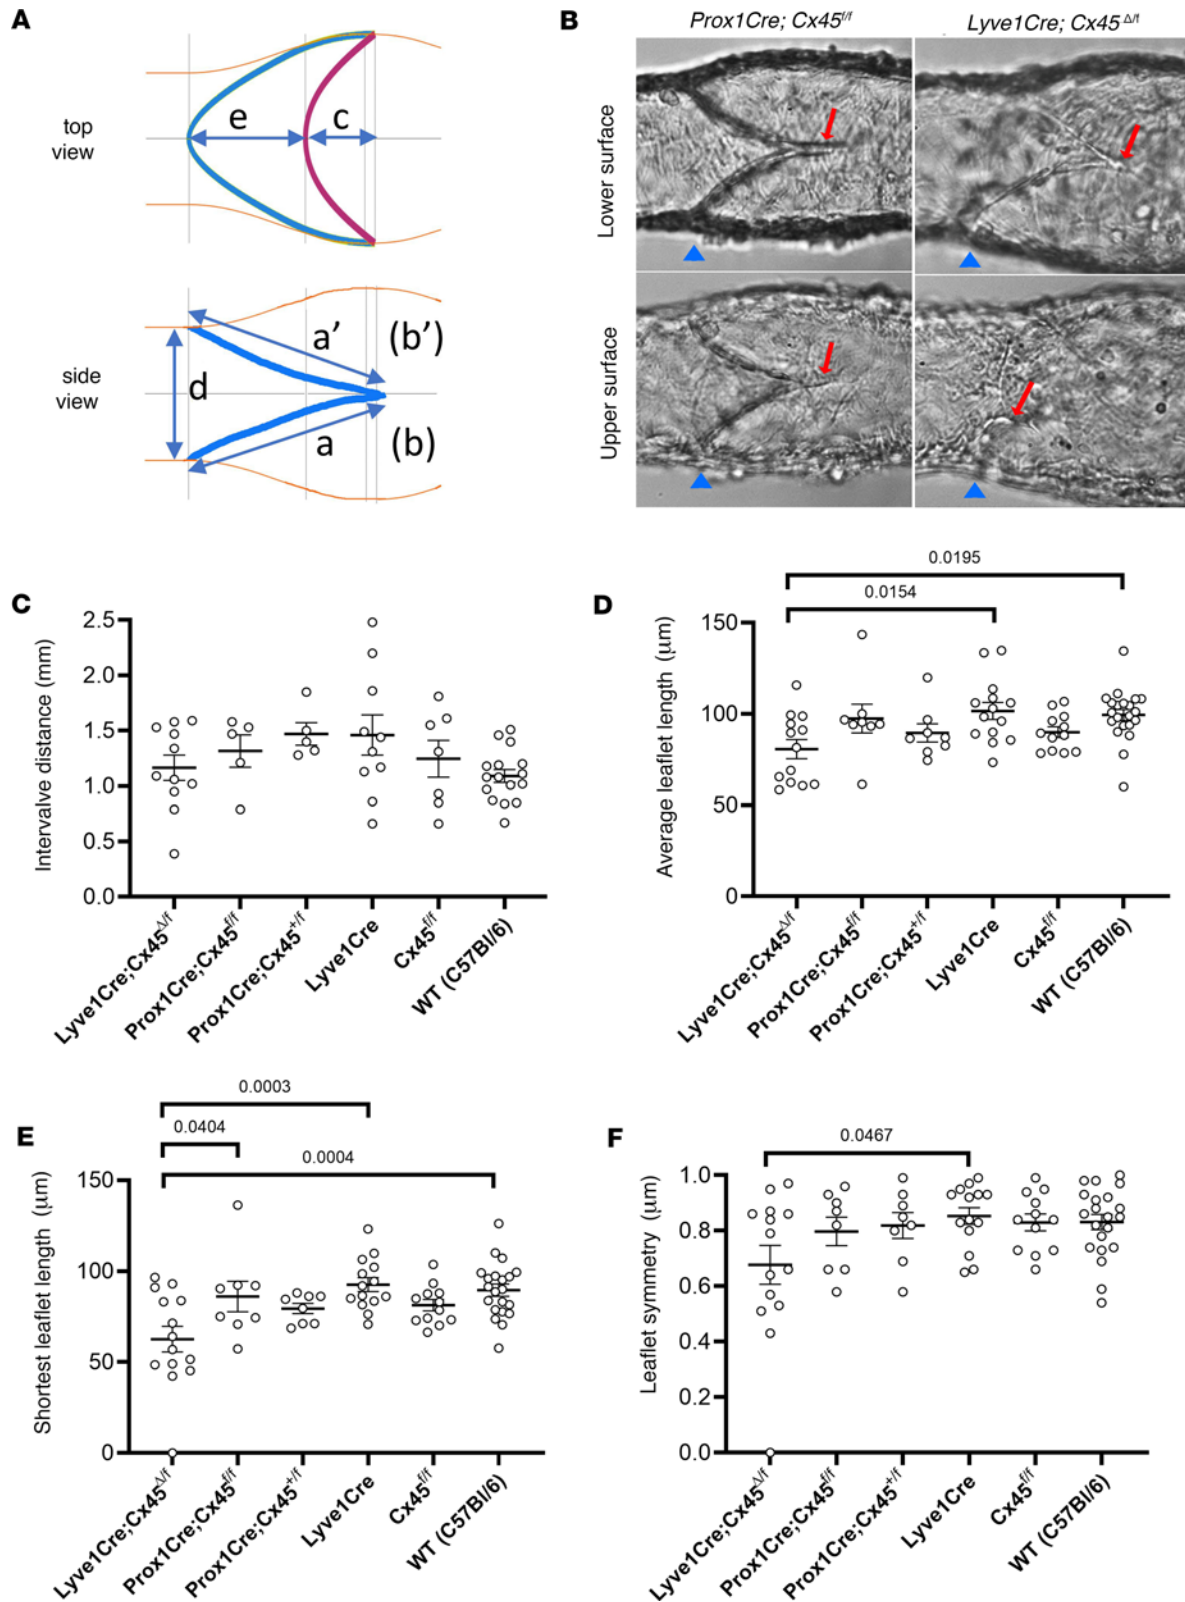 A
top view
e
c
side view
a’
(b’)
d
a
(b)
B
Prox1Cre; Cx45f/f
Lyve1Cre; Cx45Δ/f
Lower surface
Upper surface
C
Intervalve distance (mm)
2.5
2.0
1.5
1.0
0.5
0.0
Lyve1Cre;Cx45Δ/f
Prox1Cre;Cx45f/f
Prox1Cre;Cx45+/f
Lyve1Cre
Cx45f/f
WT (C57Bl/6)
D
0.0195
0.0154
Average leaflet length (μm)
150
100
50
0
Lyve1Cre;Cx45Δ/f
Prox1Cre;Cx45f/f
Prox1Cre;Cx45+/f
Lyve1Cre
Cx45f/f
WT (C57Bl/6)
E
0.0003
0.0404
0.0004
Shortest leaflet length (μm)
150
100
50
0
Lyve1Cre;Cx45Δ/f
Prox1Cre;Cx45f/f
Prox1Cre;Cx45+/f
Lyve1Cre
Cx45f/f
WT (C57Bl/6)
F
0.0467
Leaflet symmetry (μm)
1.0
0.8
0.6
0.4
0.2
0.0
Lyve1Cre;Cx45Δ/f
Prox1Cre;Cx45f/f
Prox1Cre;Cx45+/f
Lyve1Cre
Cx45f/f
WT (C57Bl/6)